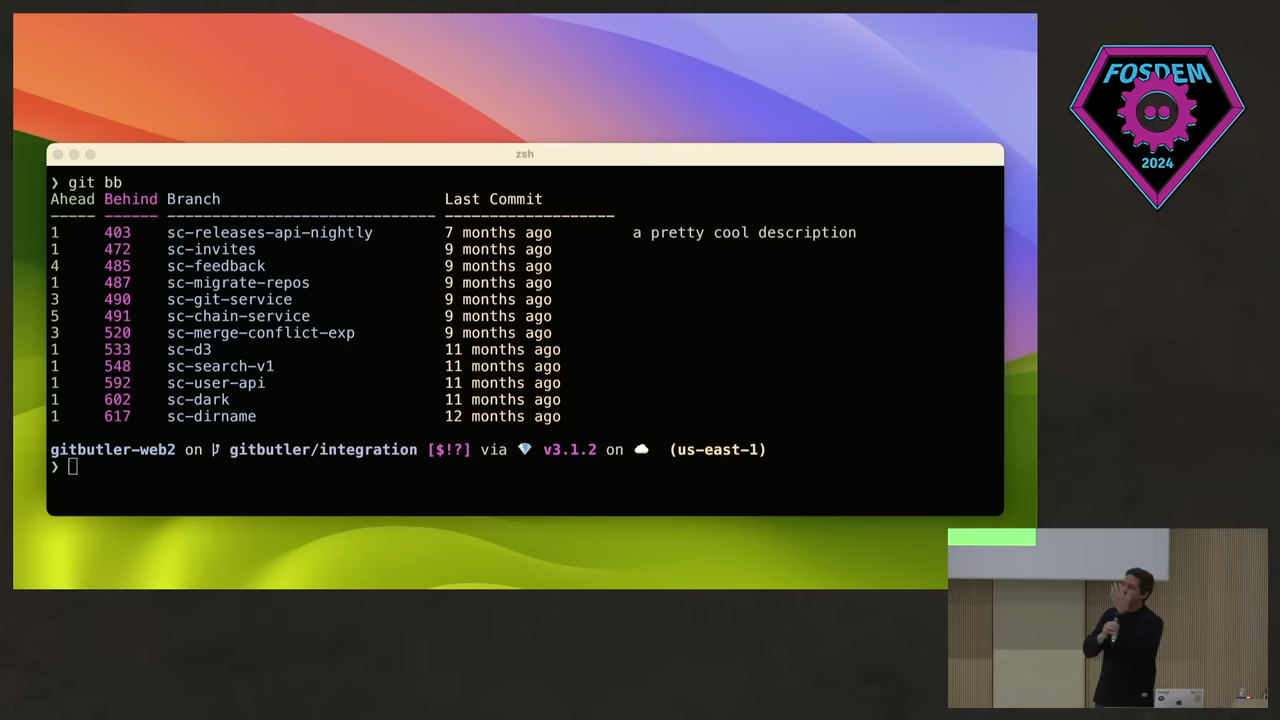 FOSDEM
2024
zsh
❯ git bb
Ahead Behind Branch Last Commit
----- ------ ------------------------------ -------------------
1 403 sc-releases-api-nightly 7 months ago a pretty cool description
1 472 sc-invites 9 months ago
4 485 sc-feedback 9 months ago
1 487 sc-migrate-repos 9 months ago
3 490 sc-git-service 9 months ago
5 491 sc-chain-service 9 months ago
3 520 sc-merge-conflict-exp 9 months ago
1 533 sc-d3 11 months ago
1 548 sc-search-v1 11 months ago
1 592 sc-user-api 11 months ago
1 602 sc-dark 11 months ago
1 617 sc-dirname 12 months ago
gitbutler-web2 on gitbutler/integration [$!?] via 💎 v3.1.2 on ☁️ (us-east-1)
❯